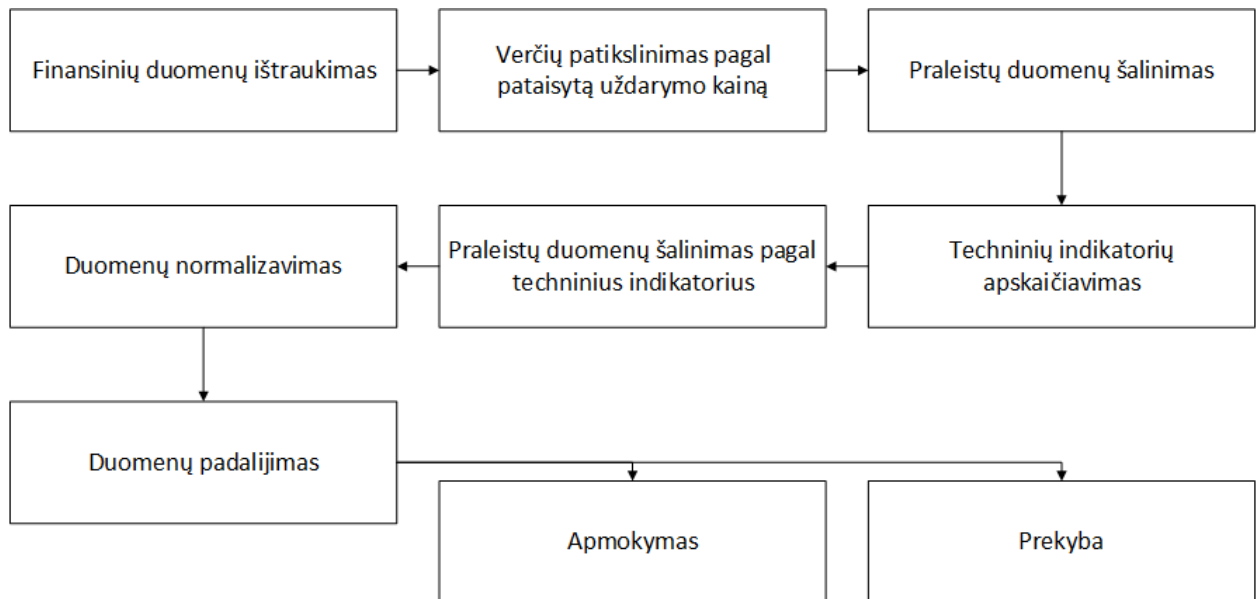 Finansinių duomenų ištraukimas
Verčių patikslinimas pagal
pataisytą uždarymo kainą
Praleistų duomenų šalinimas
Techninių indikatorių
apskaičiavimas
Praleistų duomenų šalinimas pagal
techninius indikatorius
Duomenų normalizavimas
Duomenų padalijimas
Apmokymas
Prekyba